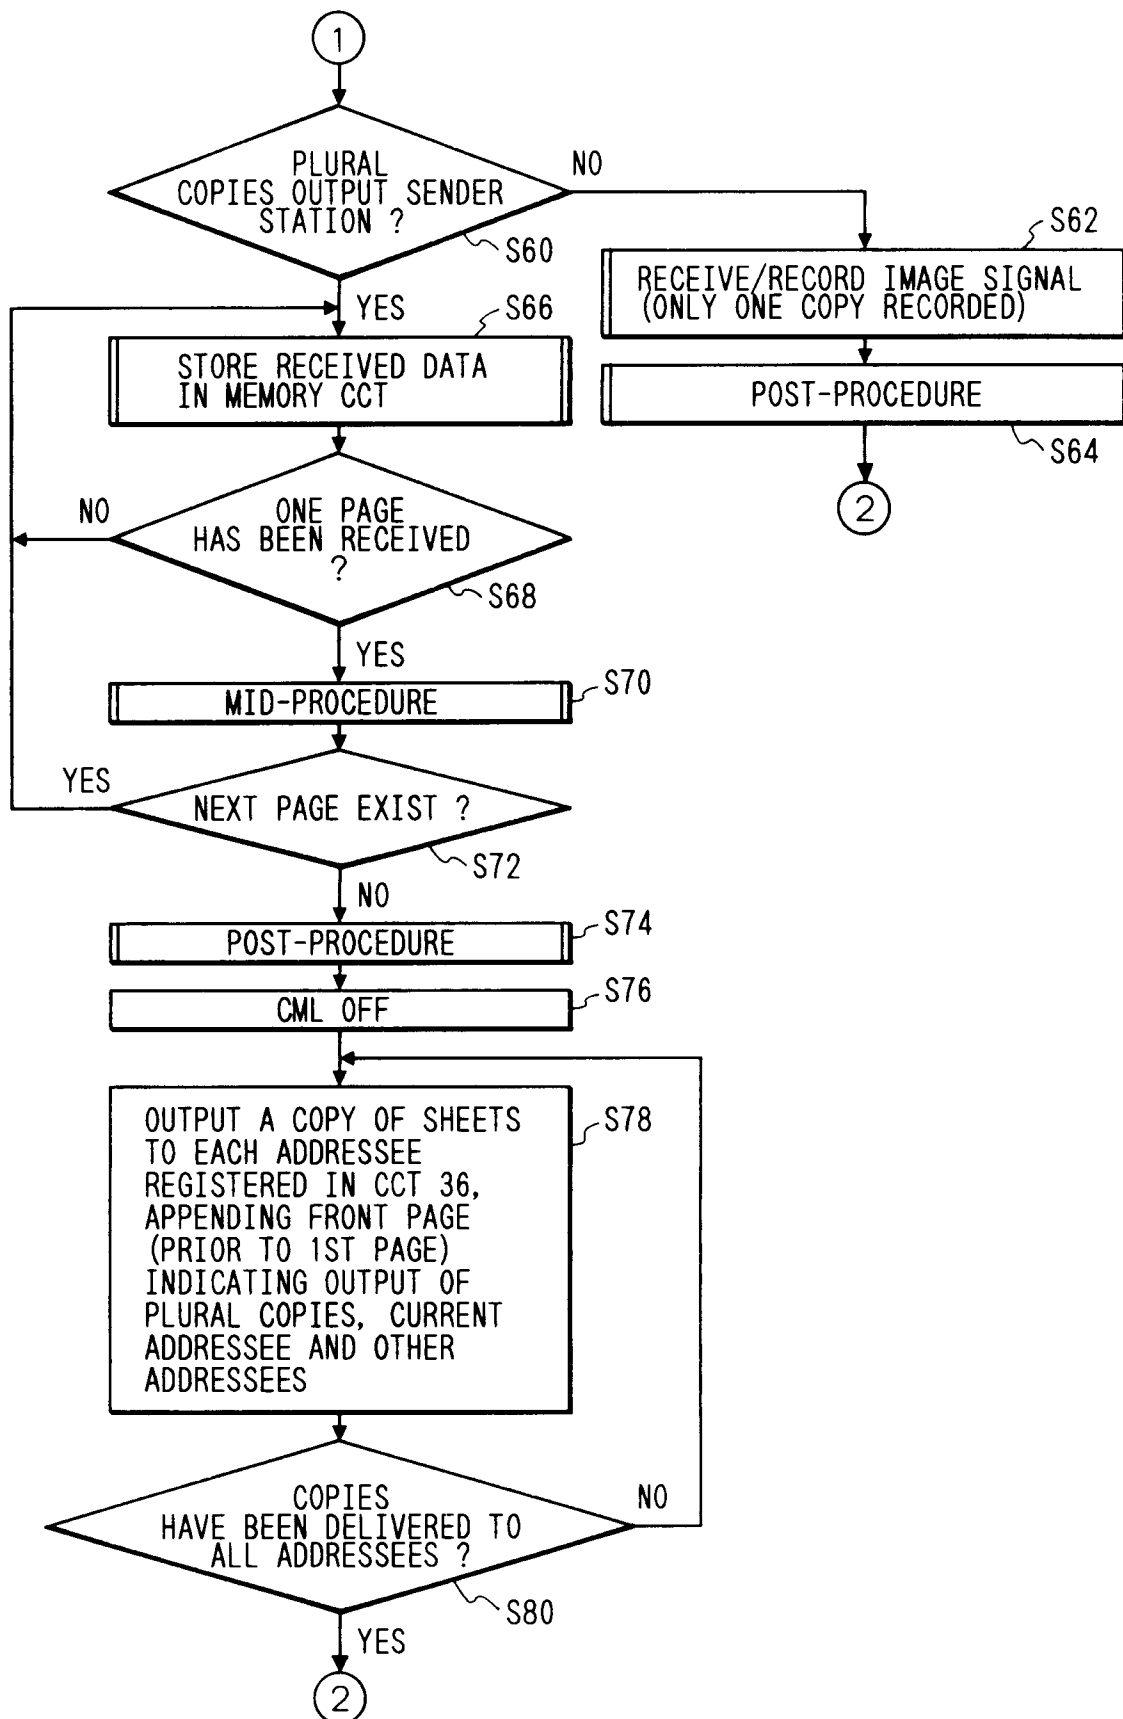 1
PLURAL
COPIES OUTPUT SENDER
STATION ?
NO
S60
YES
S62
RECEIVE/RECORD IMAGE SIGNAL
(ONLY ONE COPY RECORDED)
POST-PROCEDURE
S64
2
S66
STORE RECEIVED DATA
IN MEMORY CCT
ONE PAGE
HAS BEEN RECEIVED
?
NO
S68
YES
MID-PROCEDURE
S70
YES
NEXT PAGE EXIST ?
S72
NO
POST-PROCEDURE
S74
CML OFF
S76
OUTPUT A COPY OF SHEETS
TO EACH ADDRESSEE
REGISTERED IN CCT 36,
APPENDING FRONT PAGE
(PRIOR TO 1ST PAGE)
INDICATING OUTPUT OF
PLURAL COPIES, CURRENT
ADDRESSEE AND OTHER
ADDRESSEES
S78
COPIES
HAVE BEEN DELIVERED TO
ALL ADDRESSEES ?
NO
S80
YES
2